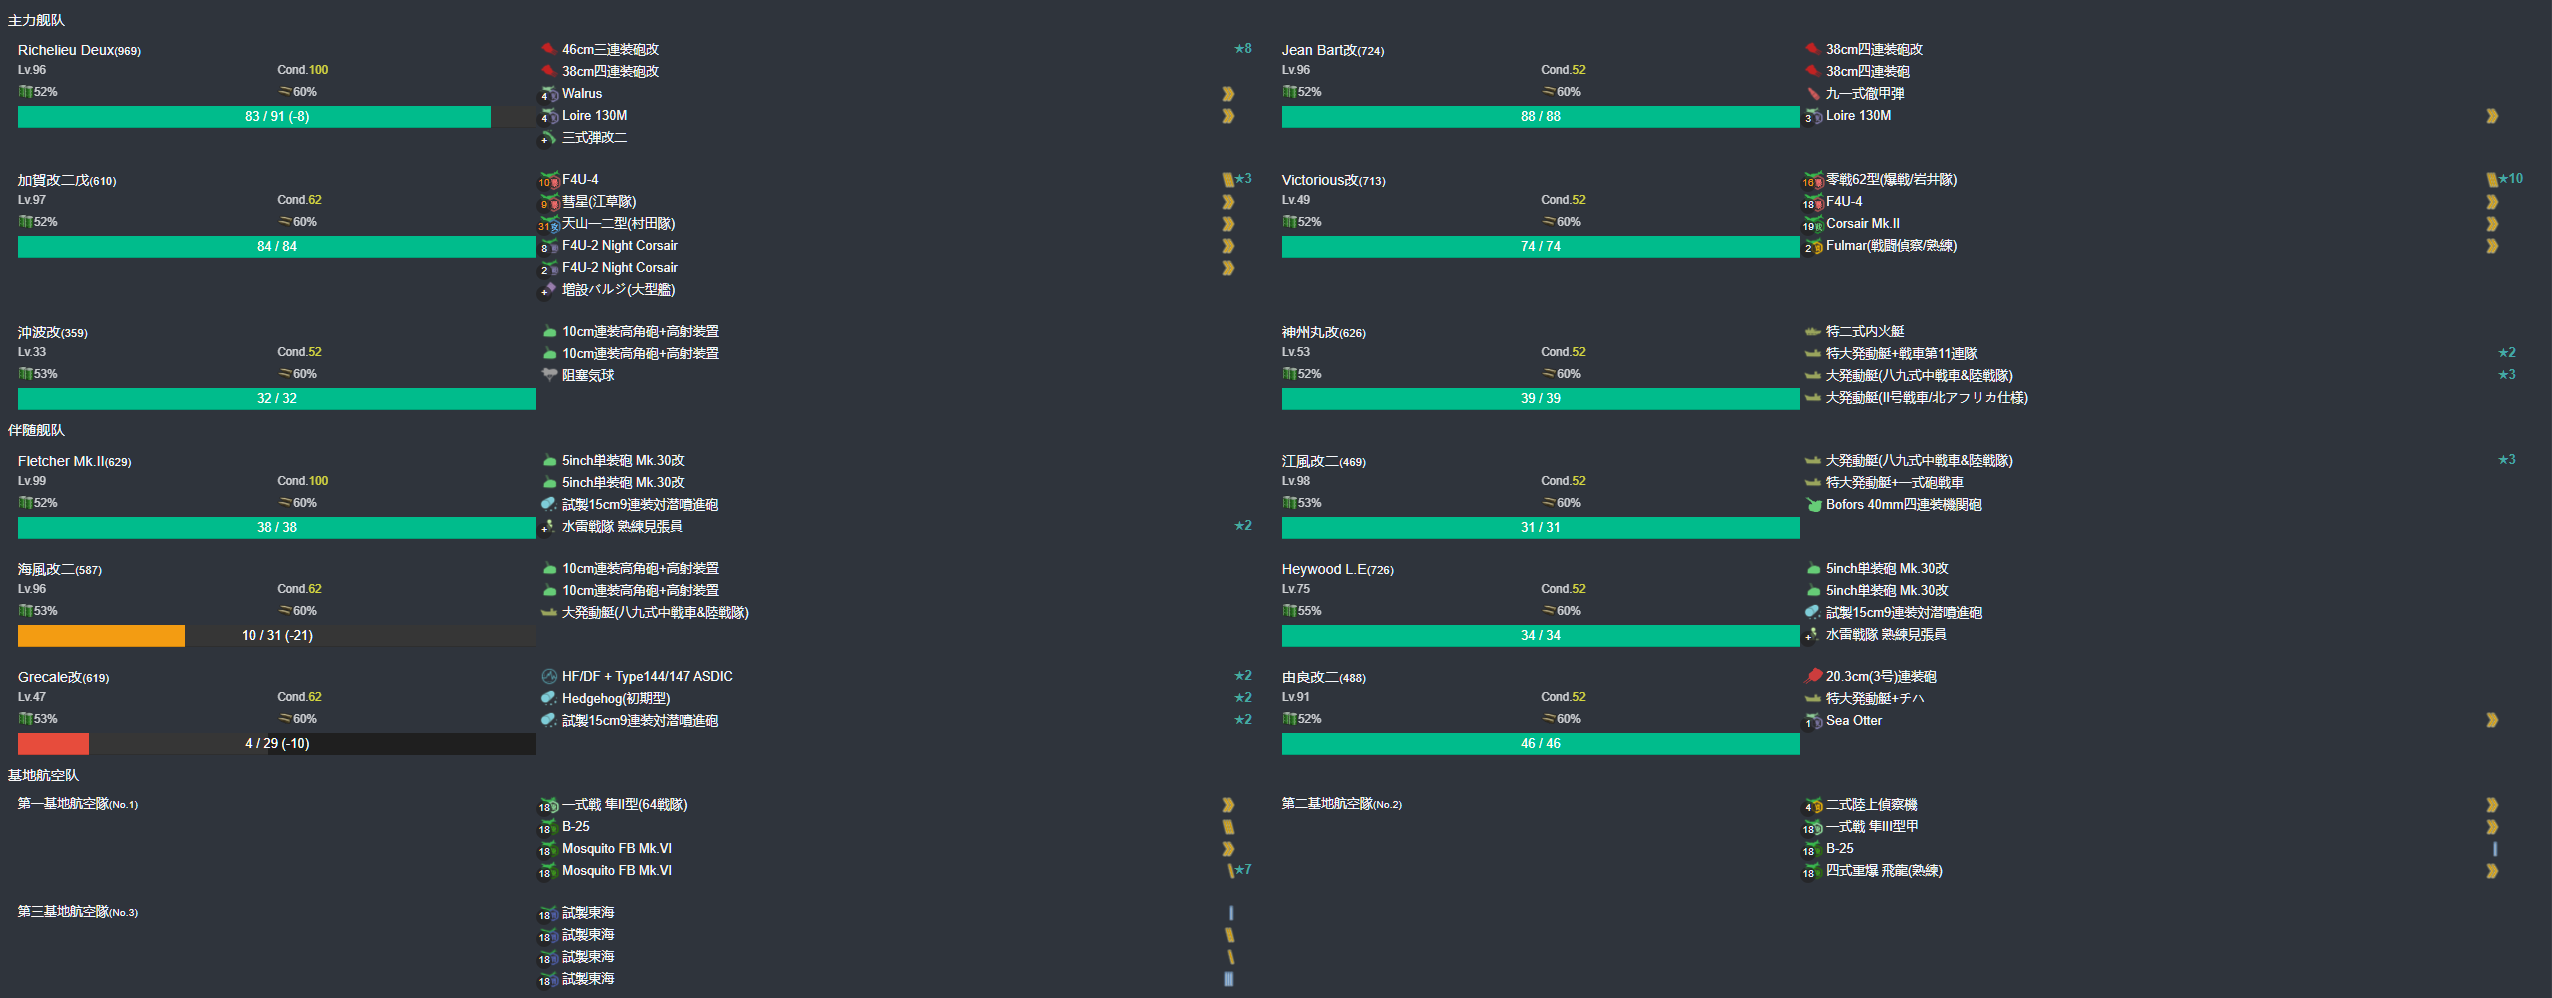 主力舰队
Richelieu Deux(969)
Lv.96 Cond.100
52% 60%
83 / 91 (-8)
46cm三連装砲改 ★8
38cm四連装砲改
4 Walrus
4 Loire 130M
+ 三式弾改二
Jean Bart改(724)
Lv.96 Cond.52
52% 60%
88 / 88
38cm四連装砲改
38cm四連装砲
九一式徹甲弾
3 Loire 130M
加賀改二戊(610)
Lv.97 Cond.62
52% 60%
84 / 84
10 F4U-4 ★3
9 彗星(江草隊)
31 天山一二型(村田隊)
8 F4U-2 Night Corsair
2 F4U-2 Night Corsair
+ 増設バルジ(大型艦)
Victorious改(713)
Lv.49 Cond.52
52% 60%
74 / 74
16 零戦62型(爆戦/岩井隊) ★10
18 F4U-4
19 Corsair Mk.II
2 Fulmar(戦闘偵察/熟練)
沖波改(359)
Lv.33 Cond.52
53% 60%
32 / 32
10cm連装高角砲+高射装置
10cm連装高角砲+高射装置
阻塞気球
神州丸改(626)
Lv.53 Cond.52
52% 60%
39 / 39
特二式内火艇
特大発動艇+戦車第11連隊 ★2
大発動艇(八九式中戦車&陸戦隊) ★3
大発動艇(II号戦車/北アフリカ仕様)
伴随舰队
Fletcher Mk.II(629)
Lv.99 Cond.100
52% 60%
38 / 38
5inch単装砲 Mk.30改
5inch単装砲 Mk.30改
試製15cm9連装対潜噴進砲
+ 水雷戦隊 熟練見張員 ★2
江風改二(469)
Lv.98 Cond.52
53% 60%
31 / 31
大発動艇(八九式中戦車&陸戦隊) ★3
特大発動艇+一式砲戦車
Bofors 40mm四連装機関砲
海風改二(587)
Lv.96 Cond.62
53% 60%
10 / 31 (-21)
10cm連装高角砲+高射装置
10cm連装高角砲+高射装置
大発動艇(八九式中戦車&陸戦隊)
Heywood L.E(726)
Lv.75 Cond.52
55% 60%
34 / 34
5inch単装砲 Mk.30改
5inch単装砲 Mk.30改
試製15cm9連装対潜噴進砲
+ 水雷戦隊 熟練見張員
Grecale改(619)
Lv.47 Cond.62
53% 60%
4 / 29 (-10)
HF/DF + Type144/147 ASDIC ★2
Hedgehog(初期型) ★2
試製15cm9連装対潜噴進砲 ★2
由良改二(488)
Lv.91 Cond.52
52% 60%
46 / 46
20.3cm(3号)連装砲
特大発動艇+チハ
1 Sea Otter
基地航空队
第一基地航空隊(No.1)
18 一式戦 隼II型(64戦隊)
18 B-25
18 Mosquito FB Mk.VI
18 Mosquito FB Mk.VI ★7
第二基地航空隊(No.2)
4 二式陸上偵察機
18 一式戦 隼III型甲
18 B-25
18 四式重爆 飛龍(熟練)
第三基地航空隊(No.3)
18 試製東海
18 試製東海
18 試製東海
18 試製東海